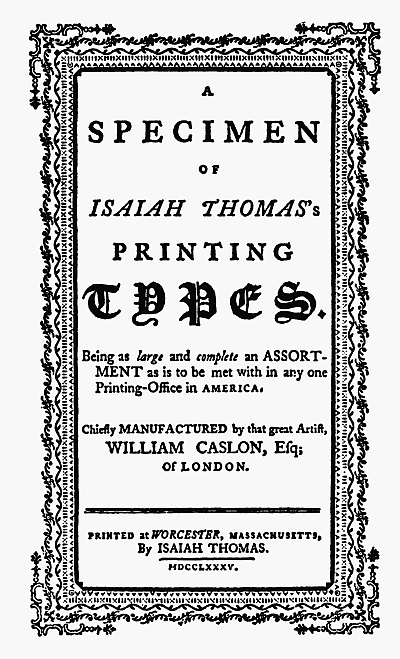 A
SPECIMEN
OF
ISAIAH THOMAS's
PRINTING
TYPES.
Being as large and complete an ASSORT-
MENT as is to be met with in any one
Printing-Office in AMERICA.
Chiefly MANUFACTURED by that great Artiſt,
WILLIAM CASLON, Eſq;
Of LONDON.
PRINTED at WORCESTER, MASSACHUSETTS,
By ISAIAH THOMAS.
MDCCLXXXV.